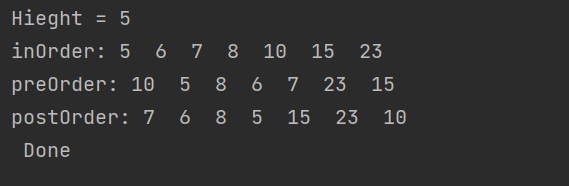 Hieght = 5
inOrder: 5  6  7  8  10  15  23
preOrder: 10  5  8  6  7  23  15
postOrder: 7  6  8  5  15  23  10
 Done